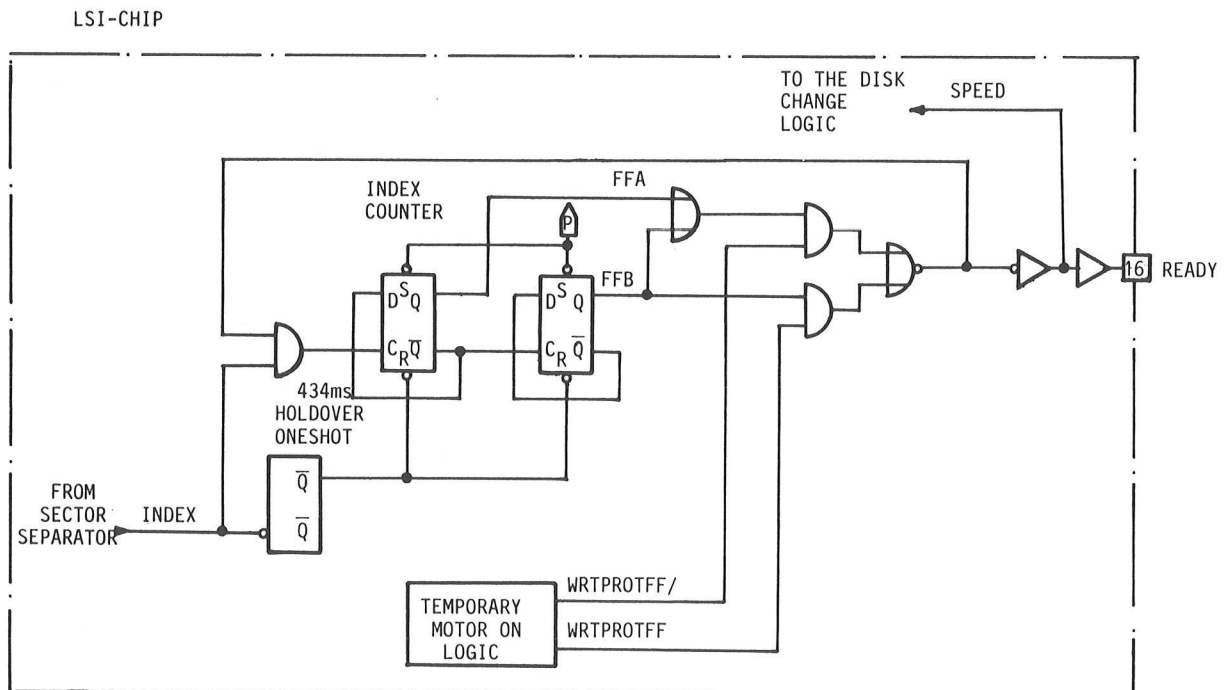 LSI-CHIP
TO THE DISK
CHANGE
LOGIC
SPEED
FFA
INDEX
COUNTER
P
FFB
D S Q
C R Q̅
D S Q
C R Q̅
16 READY
434ms
HOLDOVER
ONESHOT
Q̅
Q̅
FROM
SECTOR
SEPARATOR
INDEX
TEMPORARY
MOTOR ON
LOGIC
WRTPROTFF/
WRTPROTFF